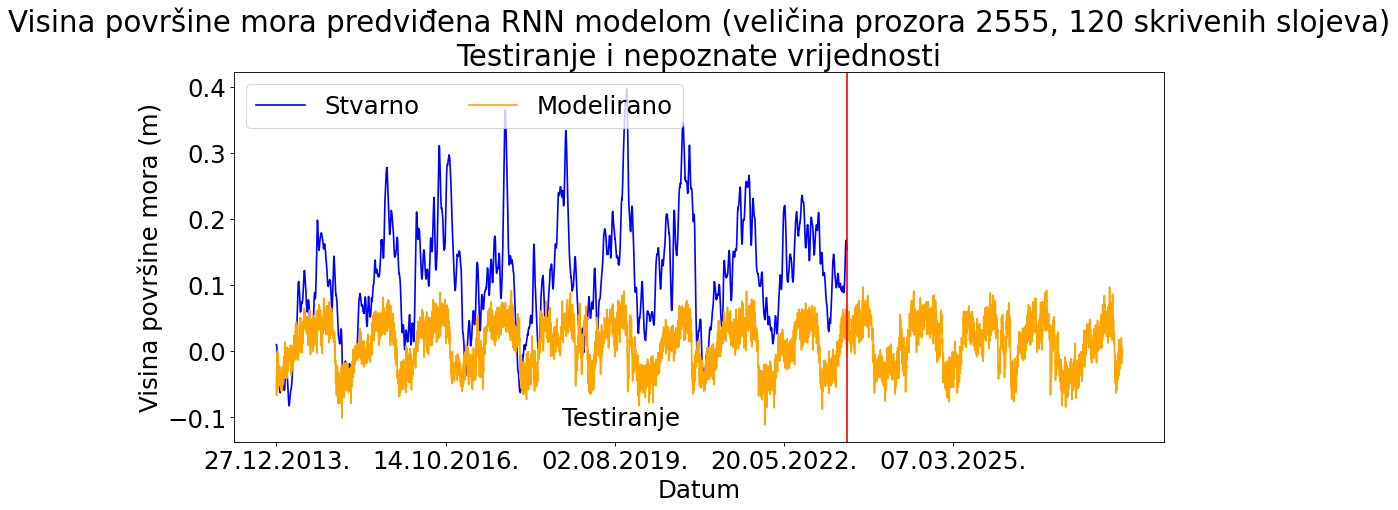 Visina površine mora predviđena RNN modelom (veličina prozora 2555, 120 skrivenih slojeva)
Testiranje i nepoznate vrijednosti
Stvarno Modelirano
Visina površine mora (m)
0.4
0.3
0.2
0.1
0.0
−0.1
Testiranje
27.12.2013. 14.10.2016. 02.08.2019. 20.05.2022. 07.03.2025.
Datum